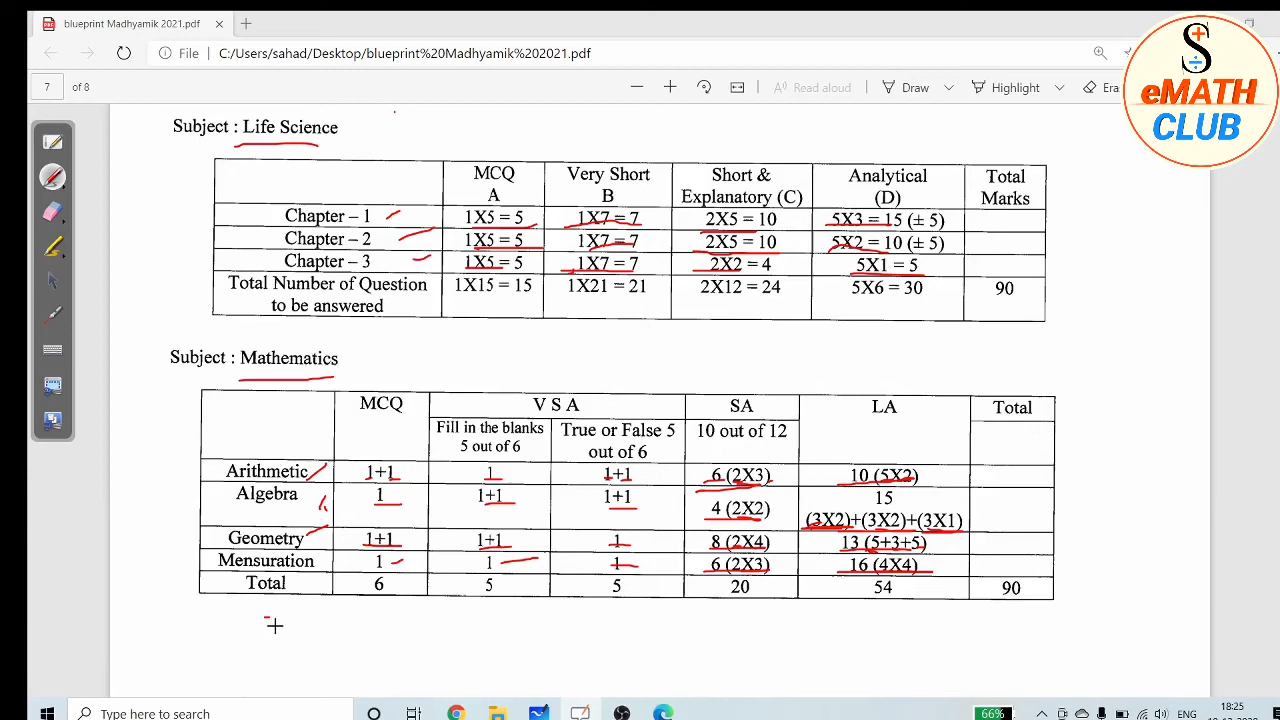 blueprint Madhyamik 2021.pdf
File
C:/Users/sahad/Desktop/blueprint%20Madhyamik%202021.pdf
7 of 8
Read aloud
Draw
Highlight
Era
S
eMATH
CLUB
Subject : Life Science
MCQ A | Very Short B | Short & Explanatory (C) | Analytical (D) | Total Marks
Chapter – 1 | 1X5 = 5 | 1X7 = 7 | 2X5 = 10 | 5X3 = 15 (± 5)
Chapter – 2 | 1X5 = 5 | 1X7 = 7 | 2X5 = 10 | 5X2 = 10 (± 5)
Chapter – 3 | 1X5 = 5 | 1X7 = 7 | 2X2 = 4 | 5X1 = 5
Total Number of Question to be answered | 1X15 = 15 | 1X21 = 21 | 2X12 = 24 | 5X6 = 30 | 90
Subject : Mathematics
MCQ | V S A | SA | LA | Total
Fill in the blanks 5 out of 6 | True or False 5 out of 6 | 10 out of 12
Arithmetic | 1+1 | 1 | 1+1 | 6 (2X3) | 10 (5X2)
Algebra | 1 | 1+1 | 1+1 | 4 (2X2) | 15 (3X2)+(3X2)+(3X1)
Geometry | 1+1 | 1+1 | 1 | 8 (2X4) | 13 (5+3+5)
Mensuration | 1 | 1 | 1 | 6 (2X3) | 16 (4X4)
Total | 6 | 5 | 5 | 20 | 54 | 90
Type here to search
66%
18:25